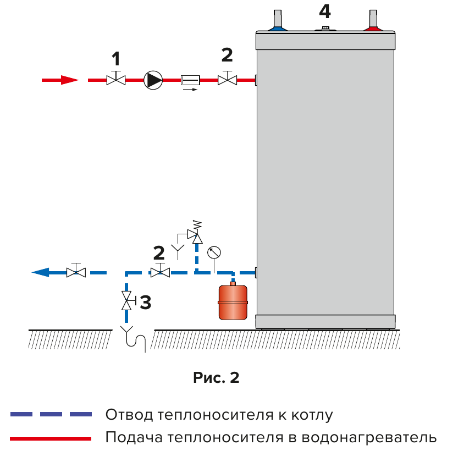 4
1
2
2
3
Рис. 2
Отвод теплоносителя к котлу
Подача теплоносителя в водонагреватель